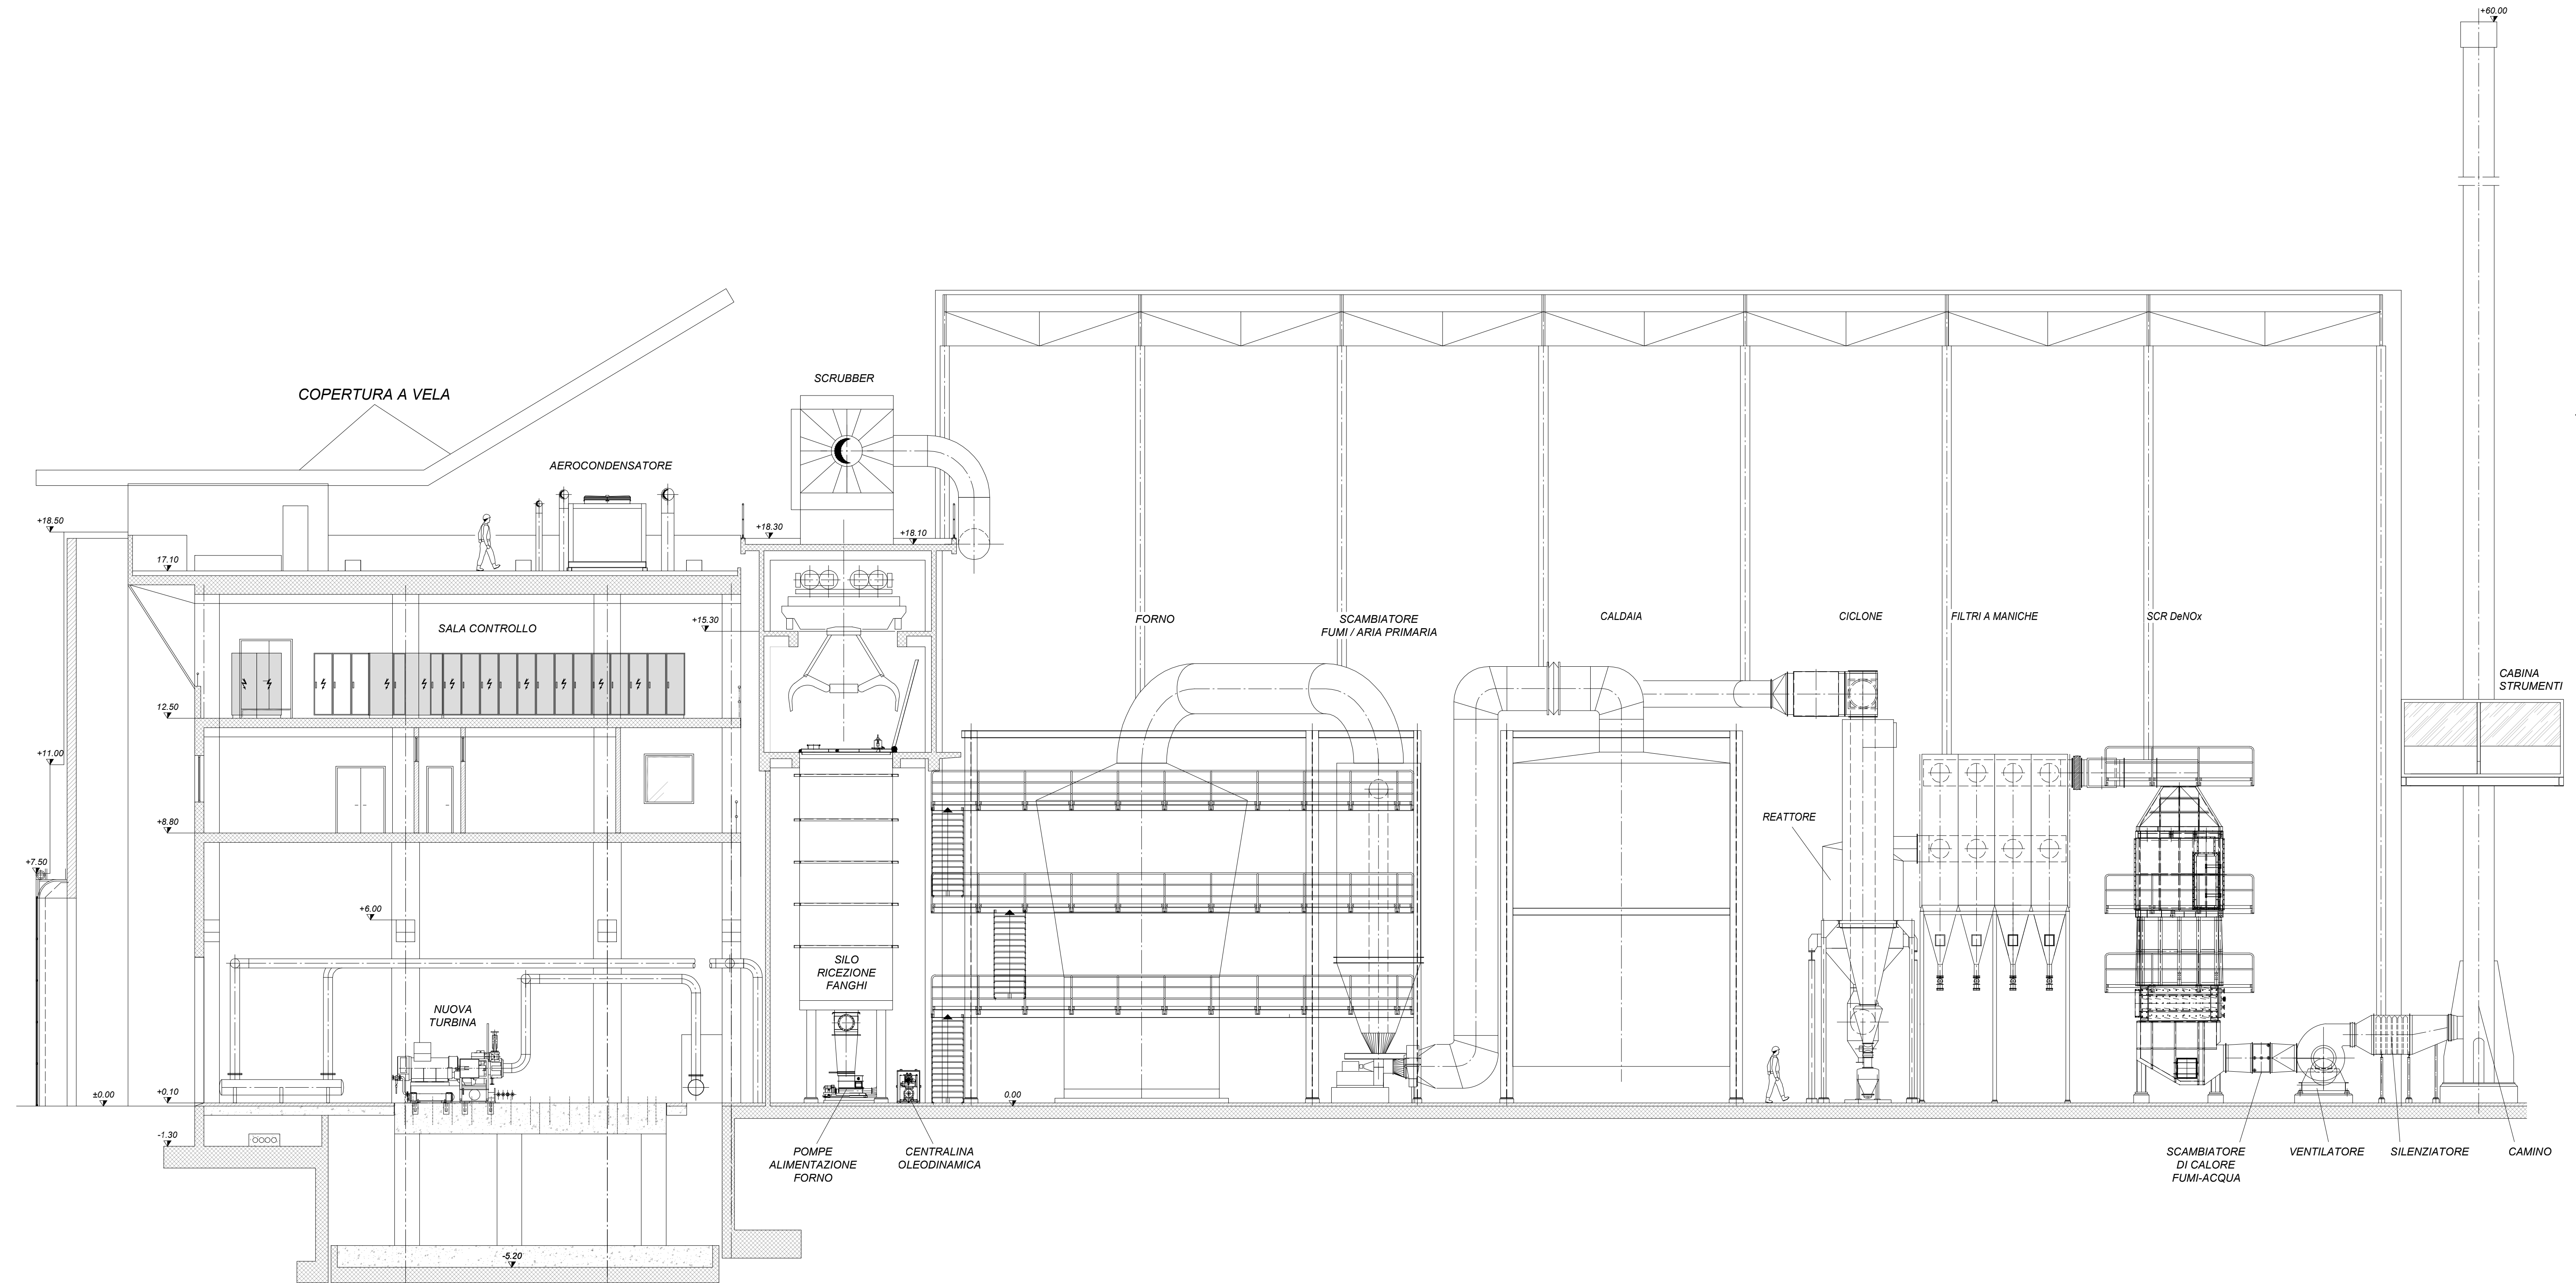 +60.00
SCRUBBER
COPERTURA A VELA
AEROCONDENSATORE
+18.50
+18.30
+18.10
17.10
+15.30
SALA CONTROLLO
FORNO
SCAMBIATORE
FUMI / ARIA PRIMARIA
CALDAIA
CICLONE
FILTRI A MANICHE
SCR DeNOx
CABINA
STRUMENTI
12.50
+11.00
REATTORE
+8.80
+7.50
+6.00
SILO
RICEZIONE
FANGHI
NUOVA
TURBINA
±0.00
+0.10
0.00
-1.30
POMPE
ALIMENTAZIONE
FORNO
CENTRALINA
OLEODINAMICA
SCAMBIATORE
DI CALORE
FUMI-ACQUA
VENTILATORE
SILENZIATORE
CAMINO
-5.20